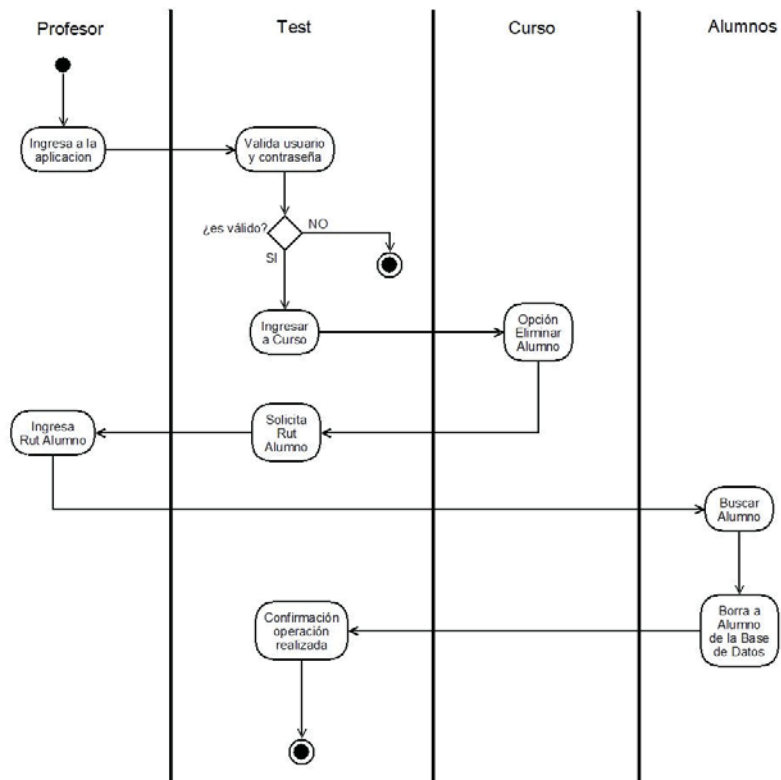 Profesor
Test
Curso
Alumnos
Ingresa a la
aplicacion
Valida usuario
y contraseña
¿es válido?
NO
SI
Ingresar
a Curso
Opción
Eliminar
Alumno
Solicita
Rut
Alumno
Ingresa
Rut Alumno
Buscar
Alumno
Borra a
Alumno
de la Base
de Datos
Confirmación
operación
realizada